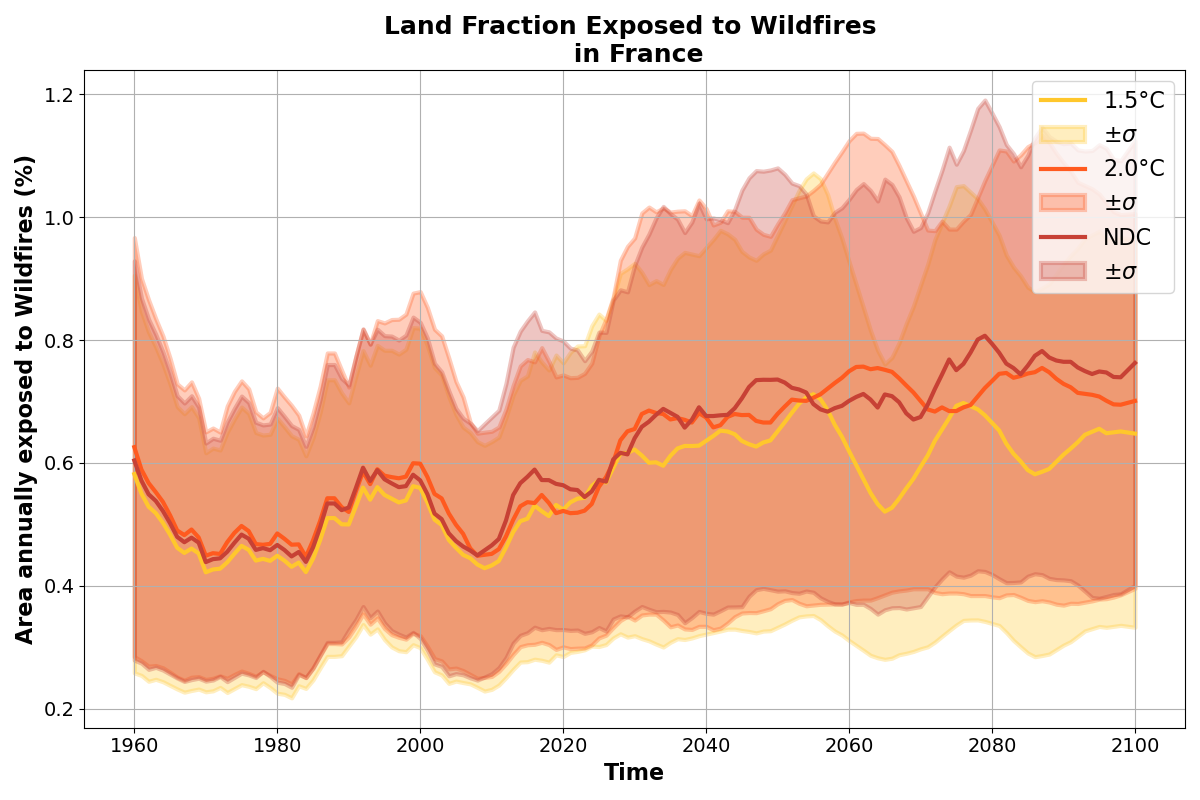 Land Fraction Exposed to Wildfires
in France
Area annually exposed to Wildfires (%)
1.2
1.0
0.8
0.6
0.4
0.2
1.5°C
±σ
2.0°C
±σ
NDC
±σ
1960
1980
2000
2020
2040
2060
2080
2100
Time